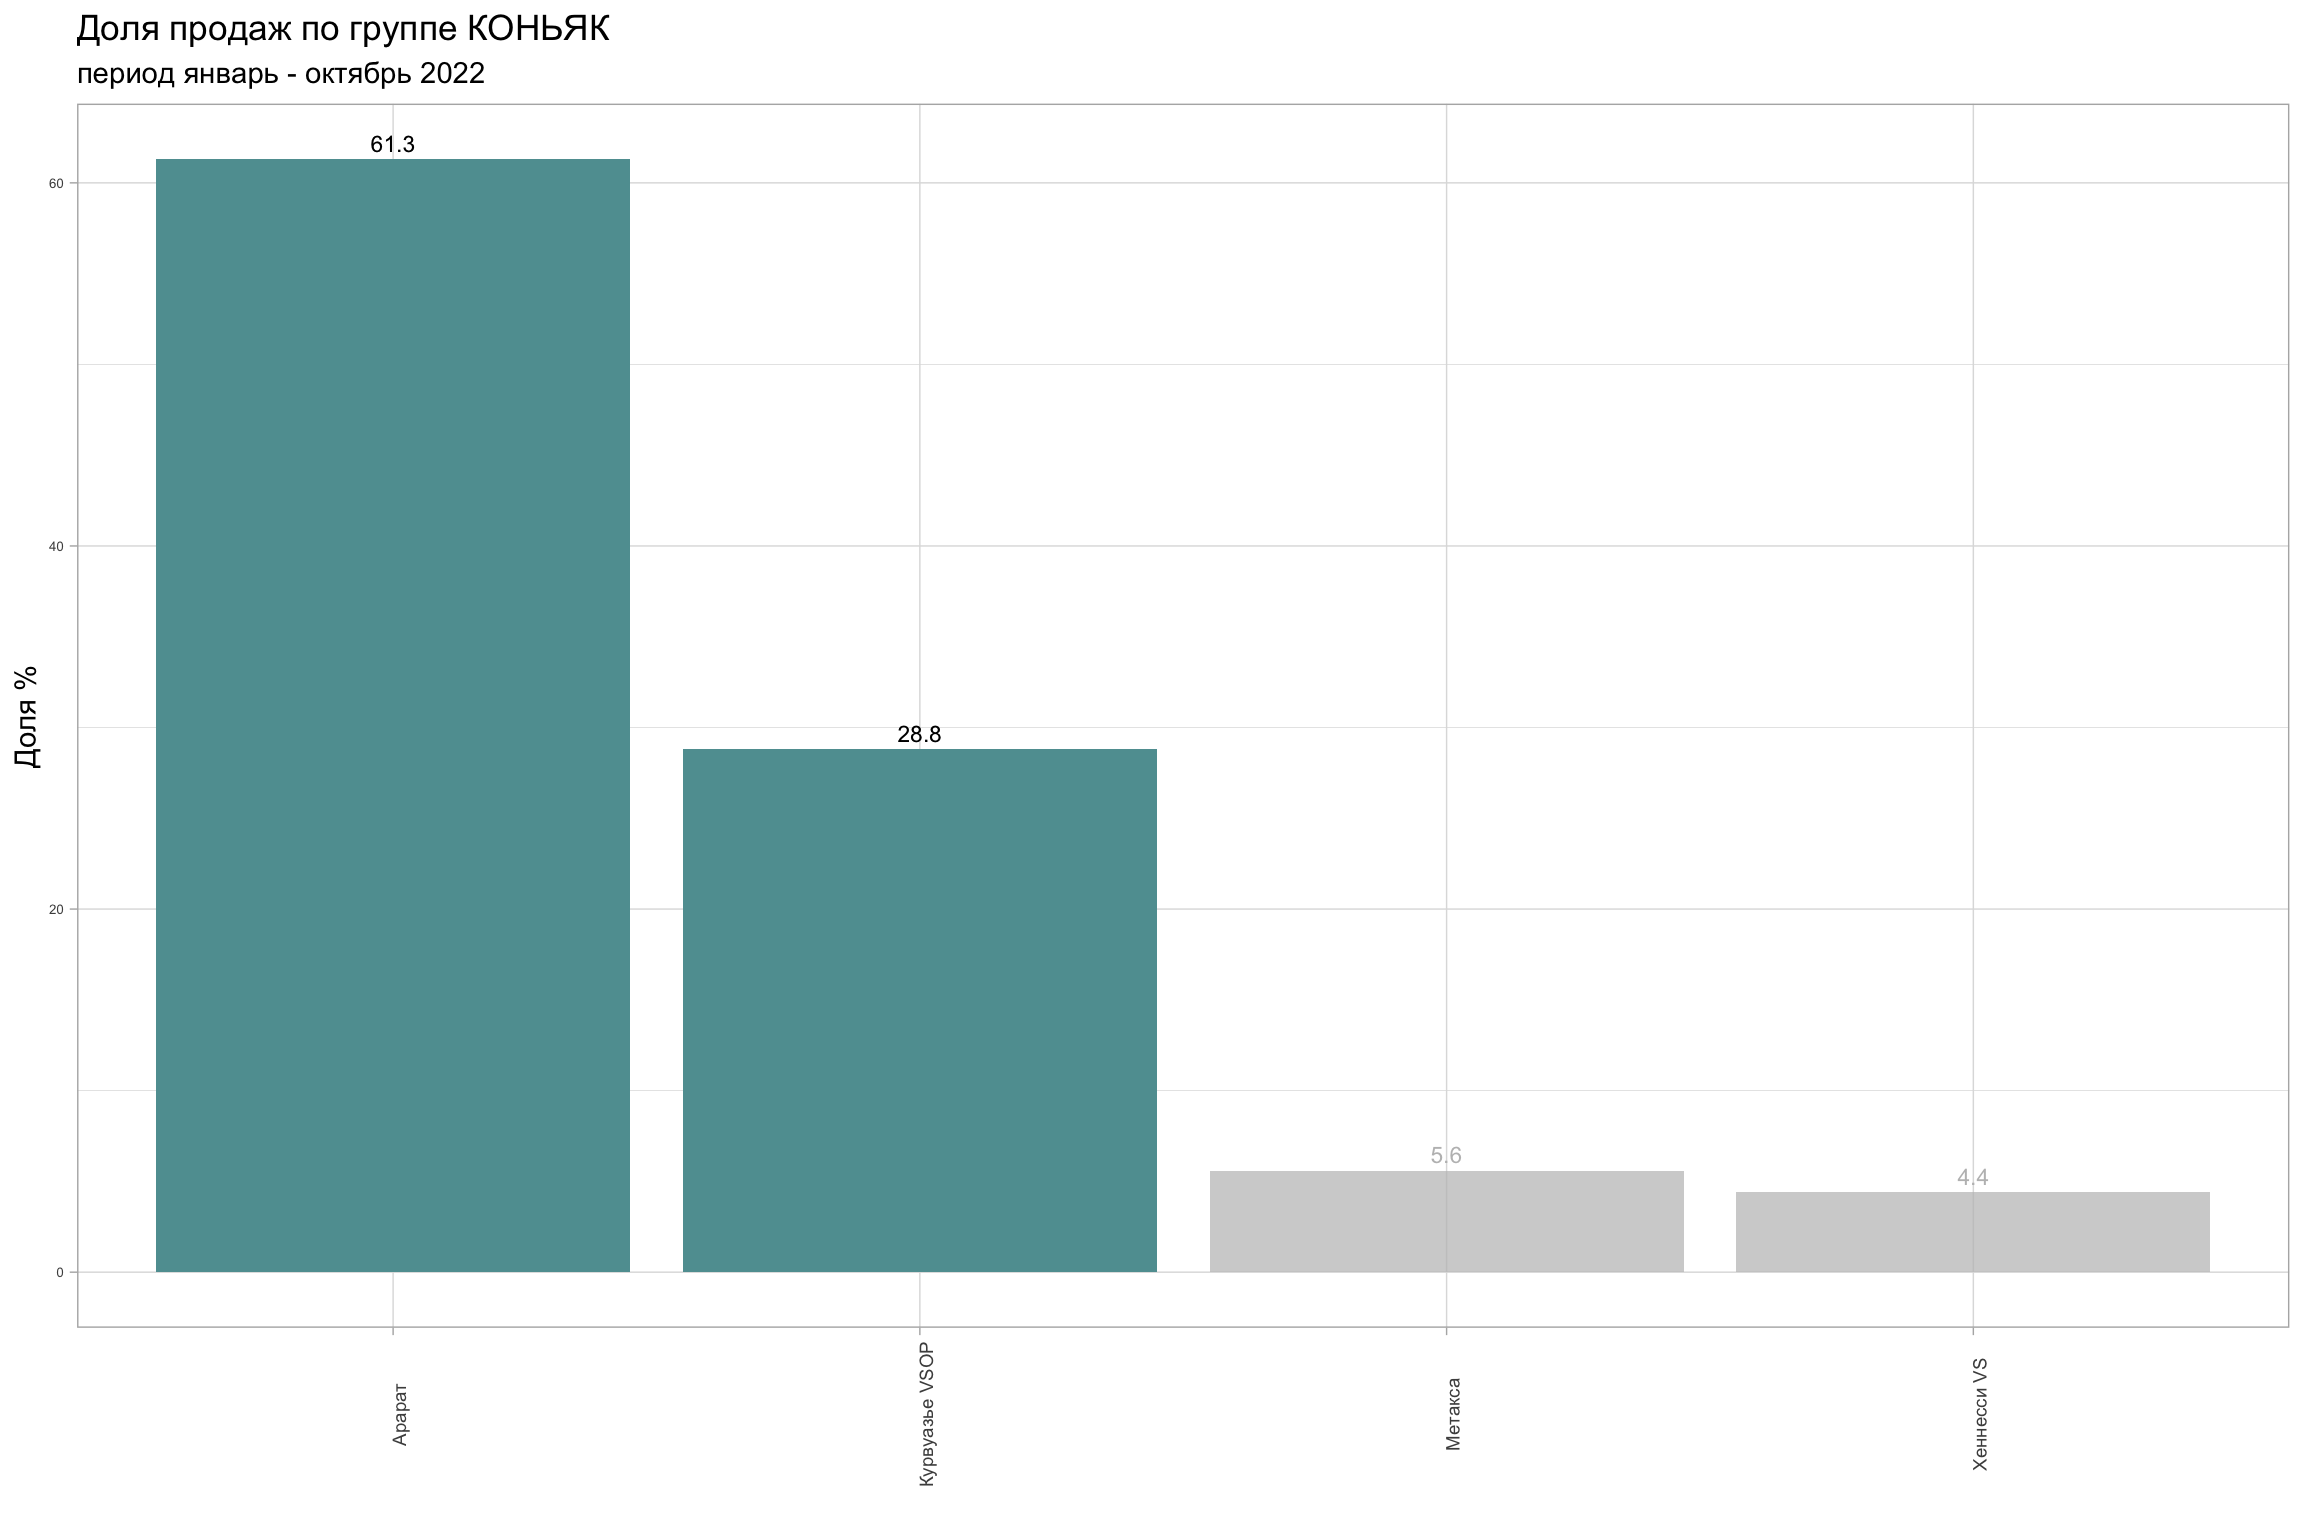 Доля продаж по группе КОНЬЯК
период январь - октябрь 2022
Доля %
60
40
20
0
61.3
28.8
5.6
4.4
Арарат
Курвуазье VSOP
Метакса
Хеннесси VS